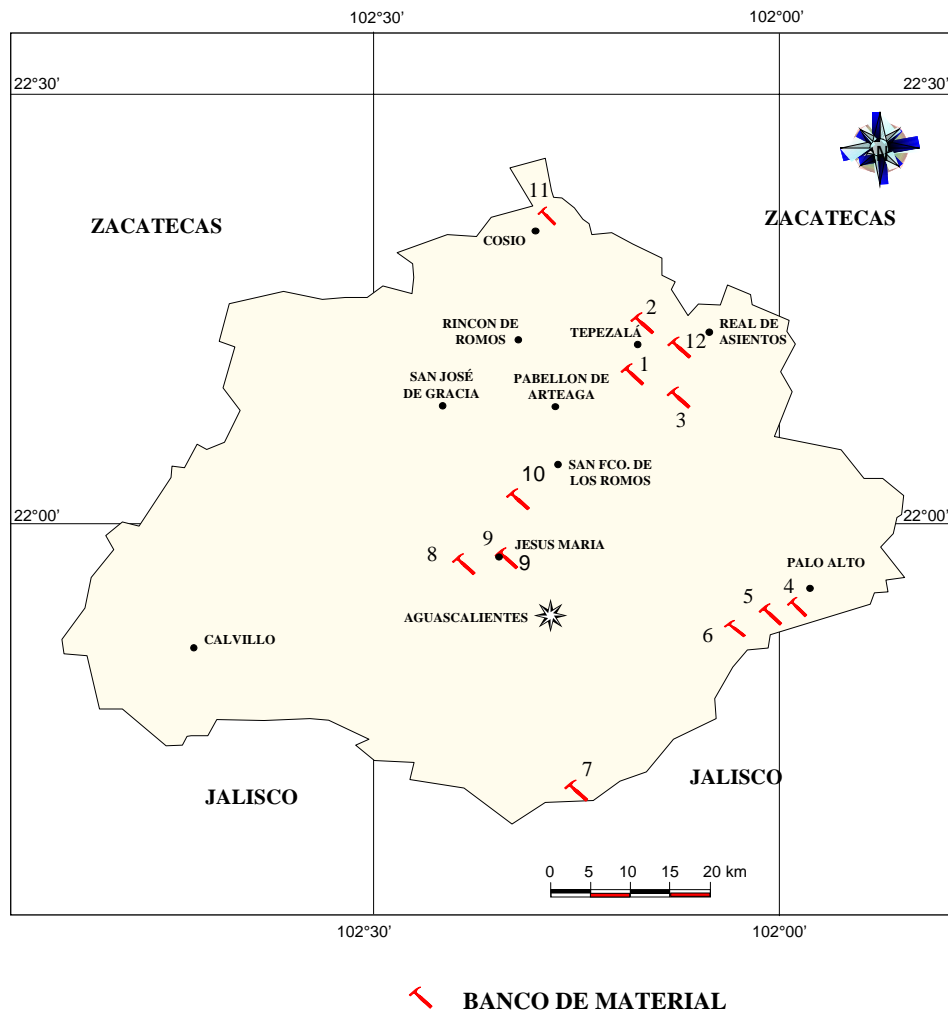 102°30'
102°00'
22°30'
22°30'
N
11
ZACATECAS
ZACATECAS
COSIO
2
RINCON DE
ROMOS
TEPEZALÁ
REAL DE
ASIENTOS
12
1
SAN JOSÉ
DE GRACIA
PABELLON DE
ARTEAGA
3
10
SAN FCO. DE
LOS ROMOS
22°00'
22°00'
9
JESUS MARIA
8
9
PALO ALTO
5
4
AGUASCALIENTES
6
CALVILLO
7
JALISCO
JALISCO
0 5 10 15 20 km
102°30'
102°00'
BANCO DE MATERIAL